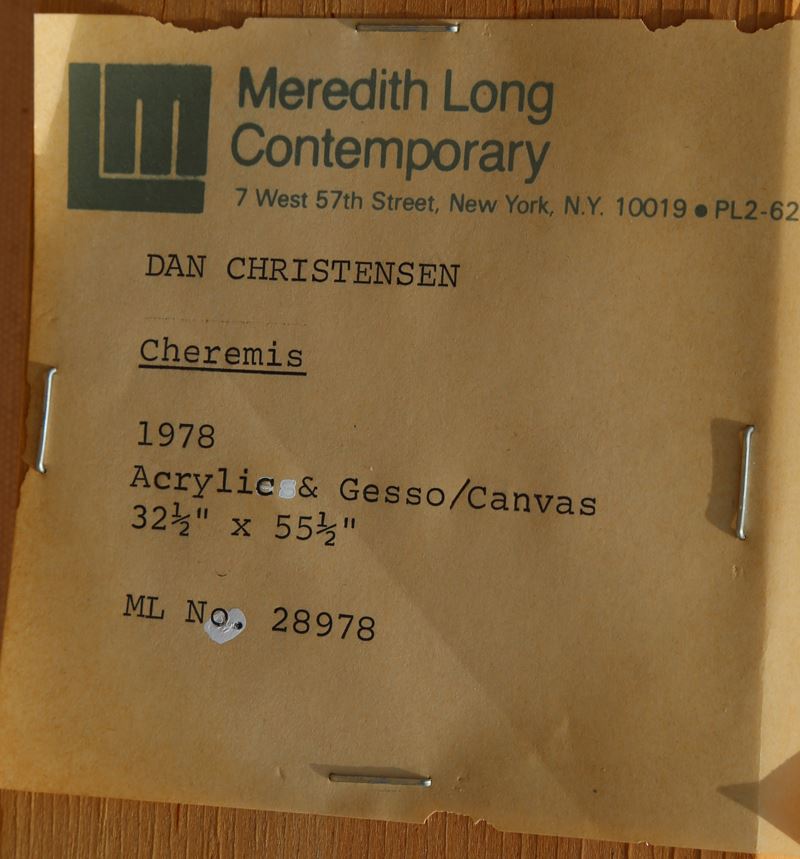 LM
Meredith Long
Contemporary
7 West 57th Street, New York, N.Y. 10019 • PL2-62
DAN CHRISTENSEN
Cheremis
1978
Acrylic & Gesso/Canvas
32½" x 55½"
ML No. 28978